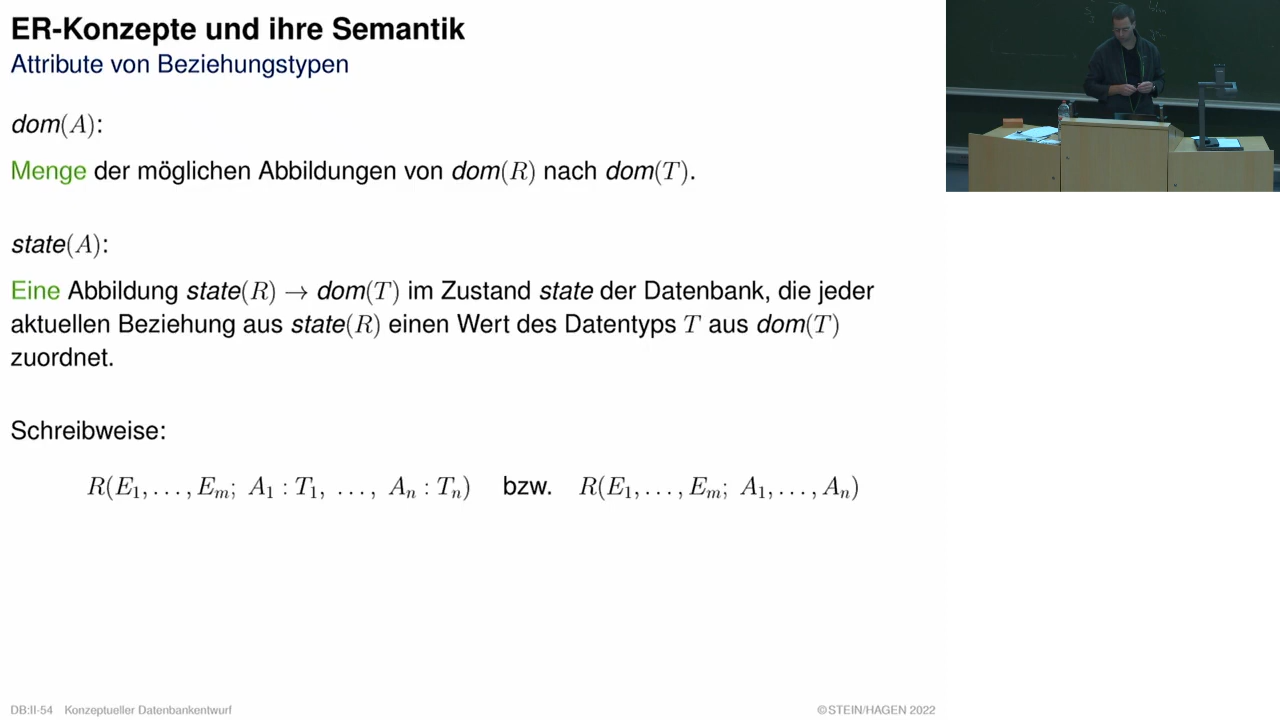 ER-Konzepte und ihre Semantik
Attribute von Beziehungstypen
dom(A):
Menge der möglichen Abbildungen von dom(R) nach dom(T).
state(A):
Eine Abbildung state(R) → dom(T) im Zustand state der Datenbank, die jeder
aktuellen Beziehung aus state(R) einen Wert des Datentyps T aus dom(T)
zuordnet.
Schreibweise:
R(E₁, …, Eₘ; A₁ : T₁, …, Aₙ : Tₙ) bzw. R(E₁, …, Eₘ; A₁, …, Aₙ)
DB:II-54 Konzeptueller Datenbankentwurf
©STEIN/HAGEN 2022